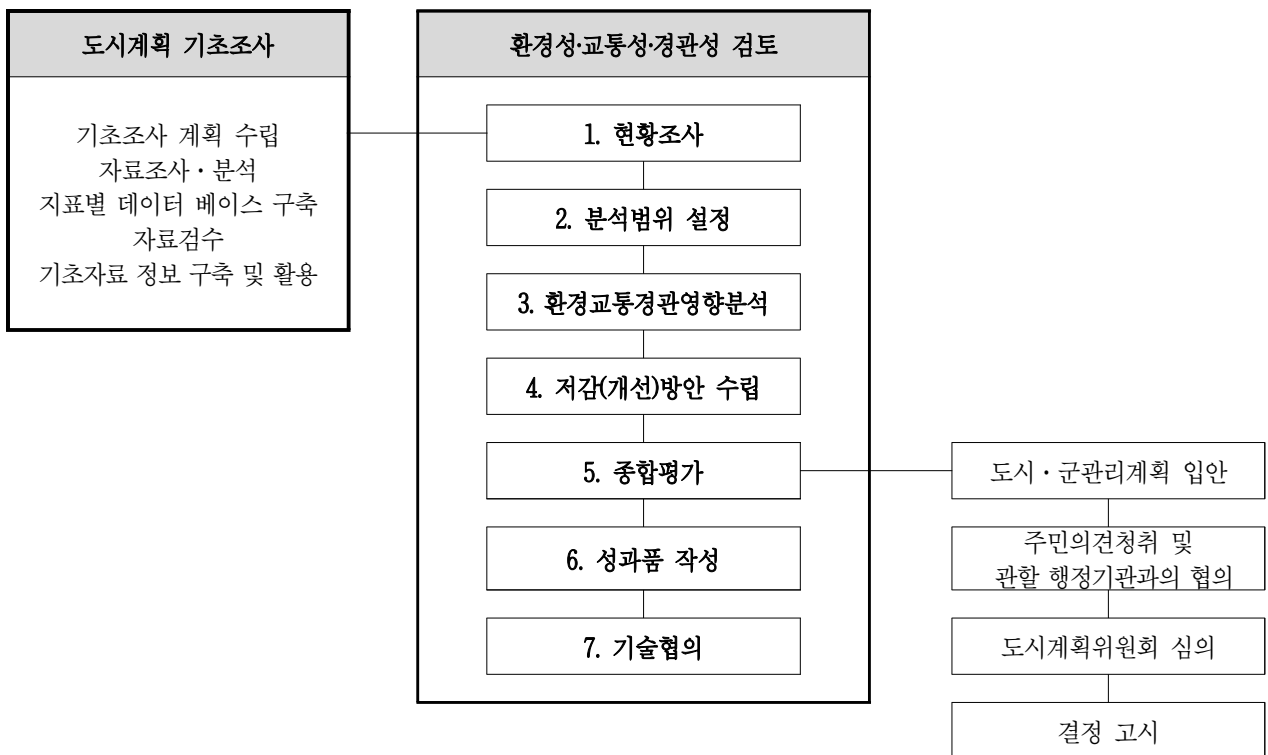 도시계획 기초조사
기초조사 계획 수립
자료조사・분석
지표별 데이터 베이스 구축
자료검수
기초자료 정보 구축 및 활용
환경성·교통성·경관성 검토
1. 현황조사
2. 분석범위 설정
3. 환경교통경관영향분석
4. 저감(개선)방안 수립
5. 종합평가
6. 성과품 작성
7. 기술협의
도시・군관리계획 입안
주민의견청취 및
관할 행정기관과의 협의
도시계획위원회 심의
결정 고시